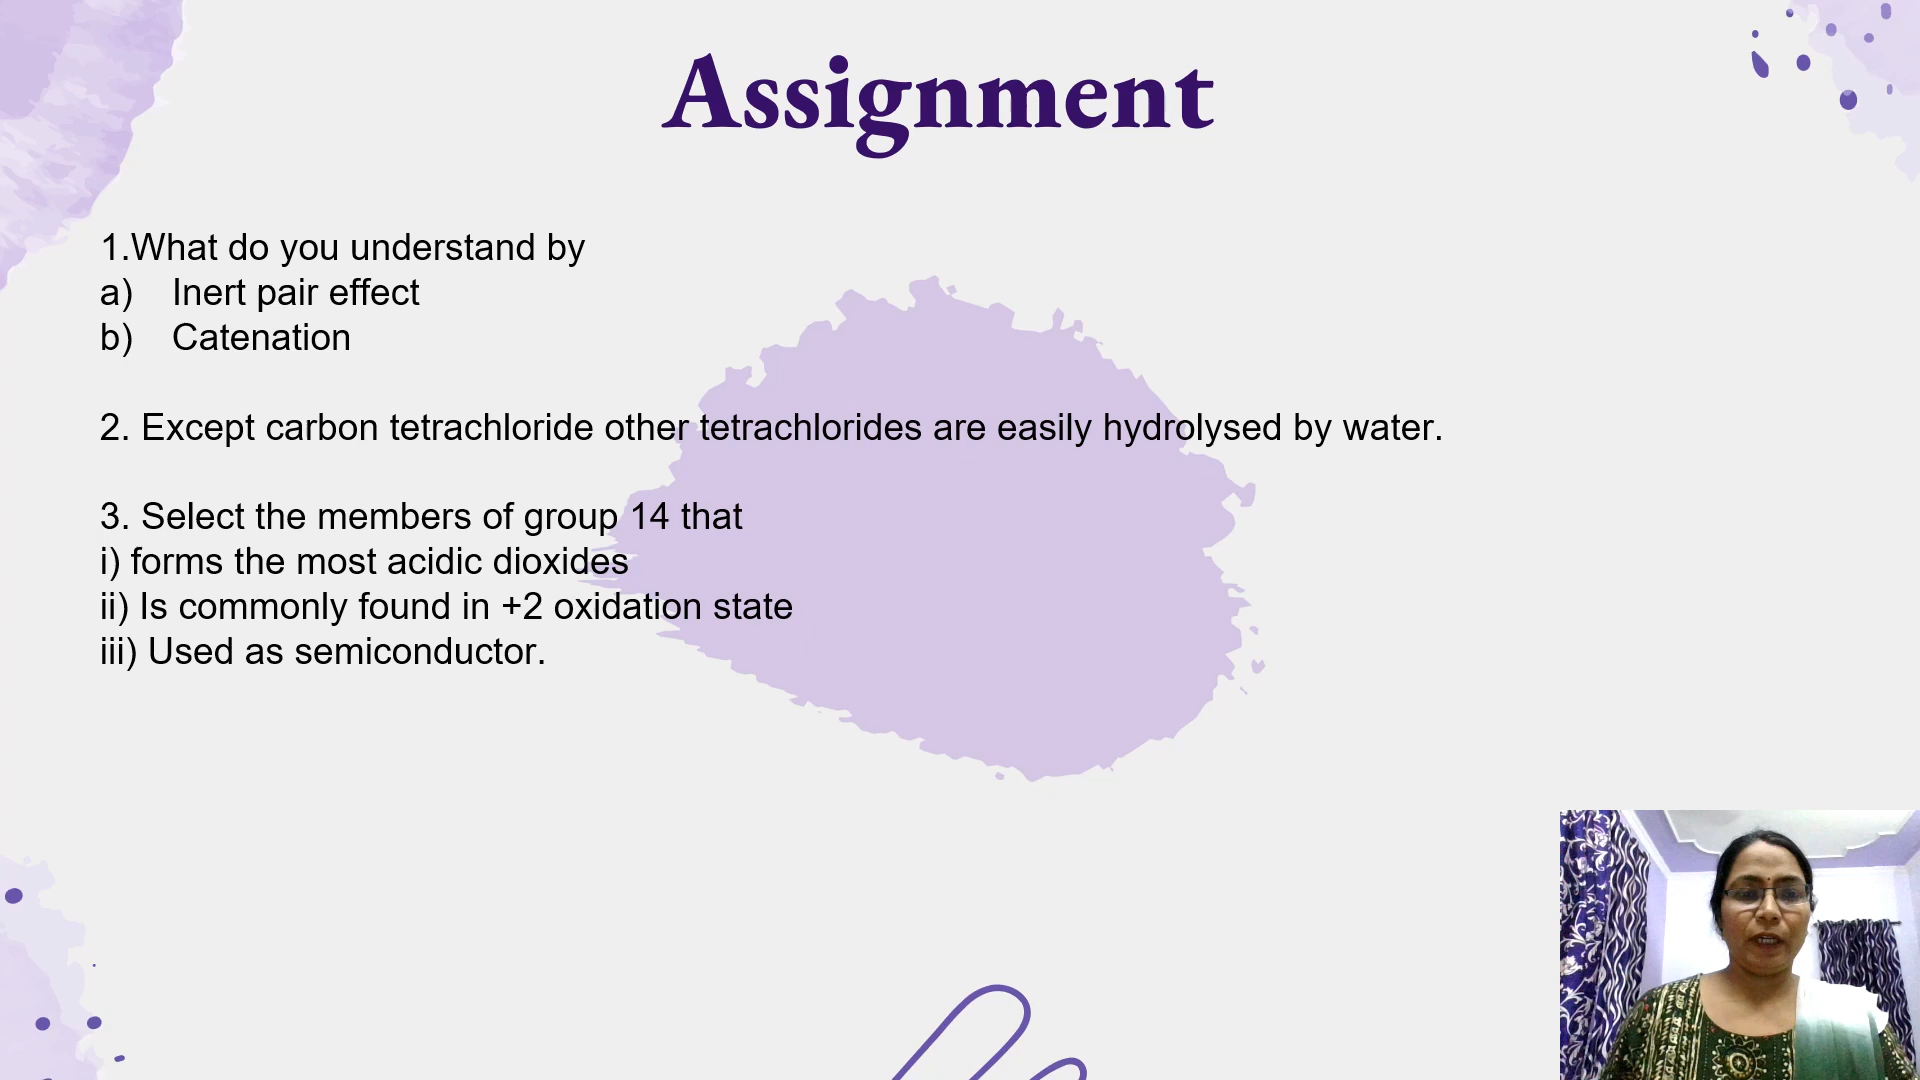 Assignment
1.What do you understand by
a) Inert pair effect
b) Catenation
2. Except carbon tetrachloride other tetrachlorides are easily hydrolysed by water.
3. Select the members of group 14 that
i) forms the most acidic dioxides
ii) Is commonly found in +2 oxidation state
iii) Used as semiconductor.